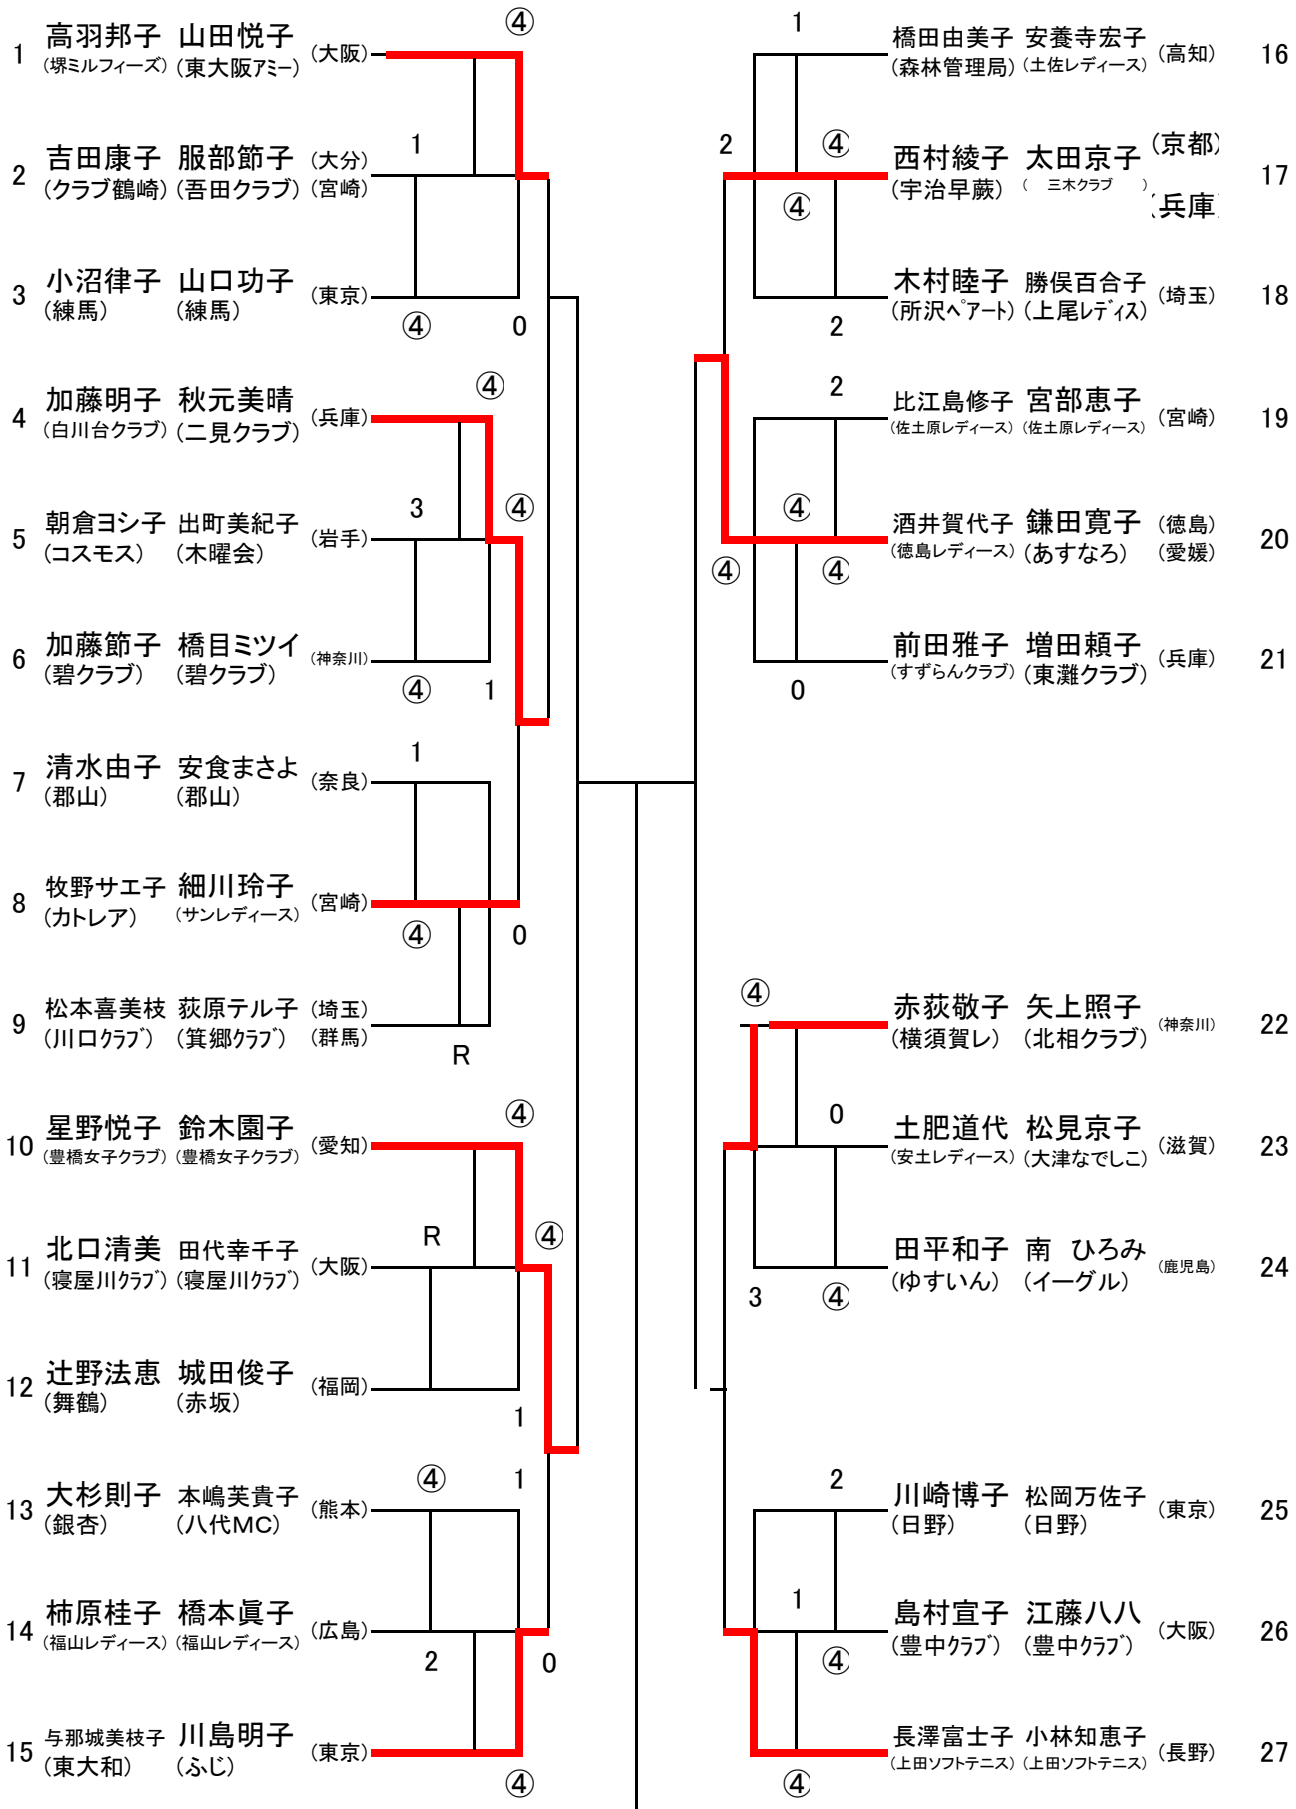 ④
1 高羽邦子 山田悦子 (大阪)
(堺ミルフィーズ) (東大阪アミー)
1
2 吉田康子 服部節子 (大分)
(クラブ鶴崎) (吾田クラブ) (宮崎)
3 小沼律子 山口功子 (東京)
(練馬) (練馬)
④ 0
④
4 加藤明子 秋元美晴 (兵庫)
(白川台クラブ) (二見クラブ)
3 ④
5 朝倉ヨシ子 出町美紀子 (岩手)
(コスモス) (木曜会)
6 加藤節子 橋目ミツイ (神奈川)
(碧クラブ) (碧クラブ)
④ 1
1
7 清水由子 安食まさよ (奈良)
(郡山) (郡山)
8 牧野サエ子 細川玲子 (宮崎)
(カトレア) (サンレディース)
④ 0
9 松本喜美枝 荻原テル子 (埼玉)
(川口クラブ) (箕郷クラブ) (群馬)
R
④
10 星野悦子 鈴木園子 (愛知)
(豊橋女子クラブ) (豊橋女子クラブ)
R ④
11 北口清美 田代幸千子 (大阪)
(寝屋川クラブ) (寝屋川クラブ)
12 辻野法恵 城田俊子 (福岡)
(舞鶴) (赤坂)
1
④ 1
13 大杉則子 本嶋芙貴子 (熊本)
(銀杏) (八代MC)
14 柿原桂子 橋本眞子 (広島)
(福山レディース) (福山レディース)
2 0
15 与那城美枝子 川島明子 (東京)
(東大和) (ふじ)
④
1
橋田由美子 安養寺宏子 (高知) 16
(森林管理局) (土佐レディース)
2 ④
西村綾子 太田京子 (京都) 17
(宇治早蕨) (三木クラブ) (兵庫)
④
木村睦子 勝俣百合子 (埼玉) 18
(所沢ペアート) (上尾レディス)
2
2
比江島修子 宮部恵子 (宮崎) 19
(佐土原レディース) (佐土原レディース)
④
酒井賀代子 鎌田寛子 (徳島) 20
(徳島レディース) (あすなろ) (愛媛)
④ ④
前田雅子 増田頼子 (兵庫) 21
(すずらんクラブ) (東灘クラブ)
0
④
赤荻敬子 矢上照子 (神奈川) 22
(横須賀レ) (北相クラブ)
0
土肥道代 松見京子 (滋賀) 23
(安土レディース) (大津なでしこ)
田平和子 南 ひろみ (鹿児島) 24
(ゆすいん) (イーグル)
3 ④
2
川崎博子 松岡万佐子 (東京) 25
(日野) (日野)
1
島村宣子 江藤八八 (大阪) 26
(豊中クラブ) (豊中クラブ)
④
長澤富士子 小林知恵子 (長野) 27
(上田ソフトテニス) (上田ソフトテニス)
④